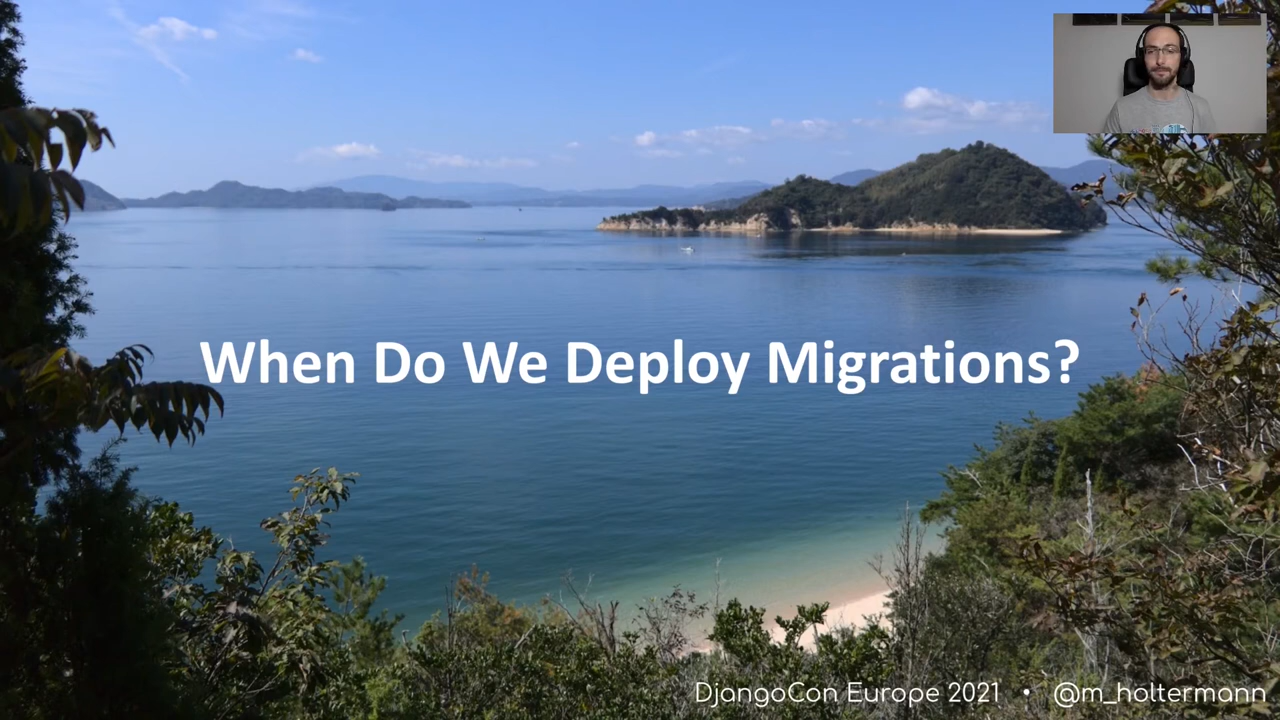 When Do We Deploy Migrations?
DjangoCon Europe 2021 • @m_holtermann